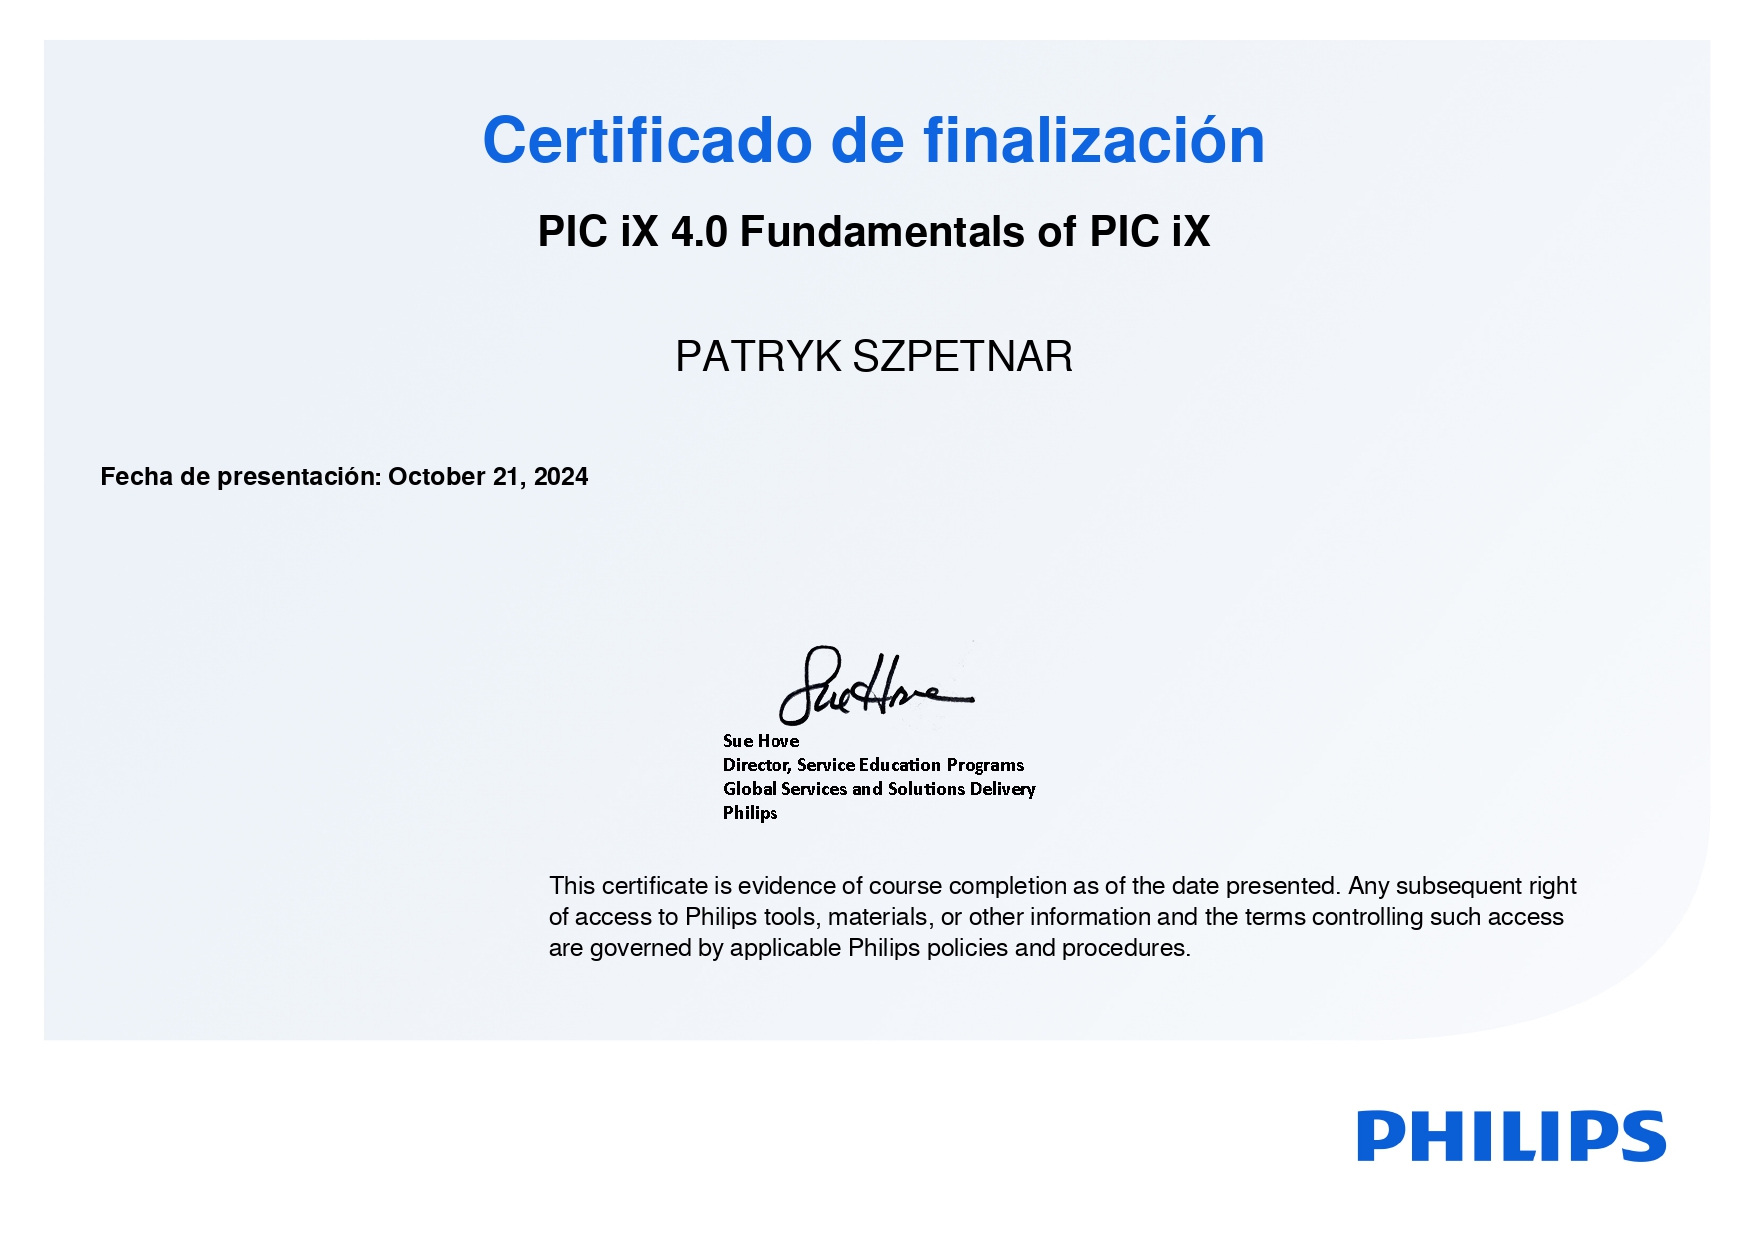 Certificado de finalización
PIC iX 4.0 Fundamentals of PIC iX
PATRYK SZPETNAR
Fecha de presentación: October 21, 2024
Sue Hove
Sue Hove
Director, Service Education Programs
Global Services and Solutions Delivery
Philips
This certificate is evidence of course completion as of the date presented. Any subsequent right
of access to Philips tools, materials, or other information and the terms controlling such access
are governed by applicable Philips policies and procedures.
PHILIPS